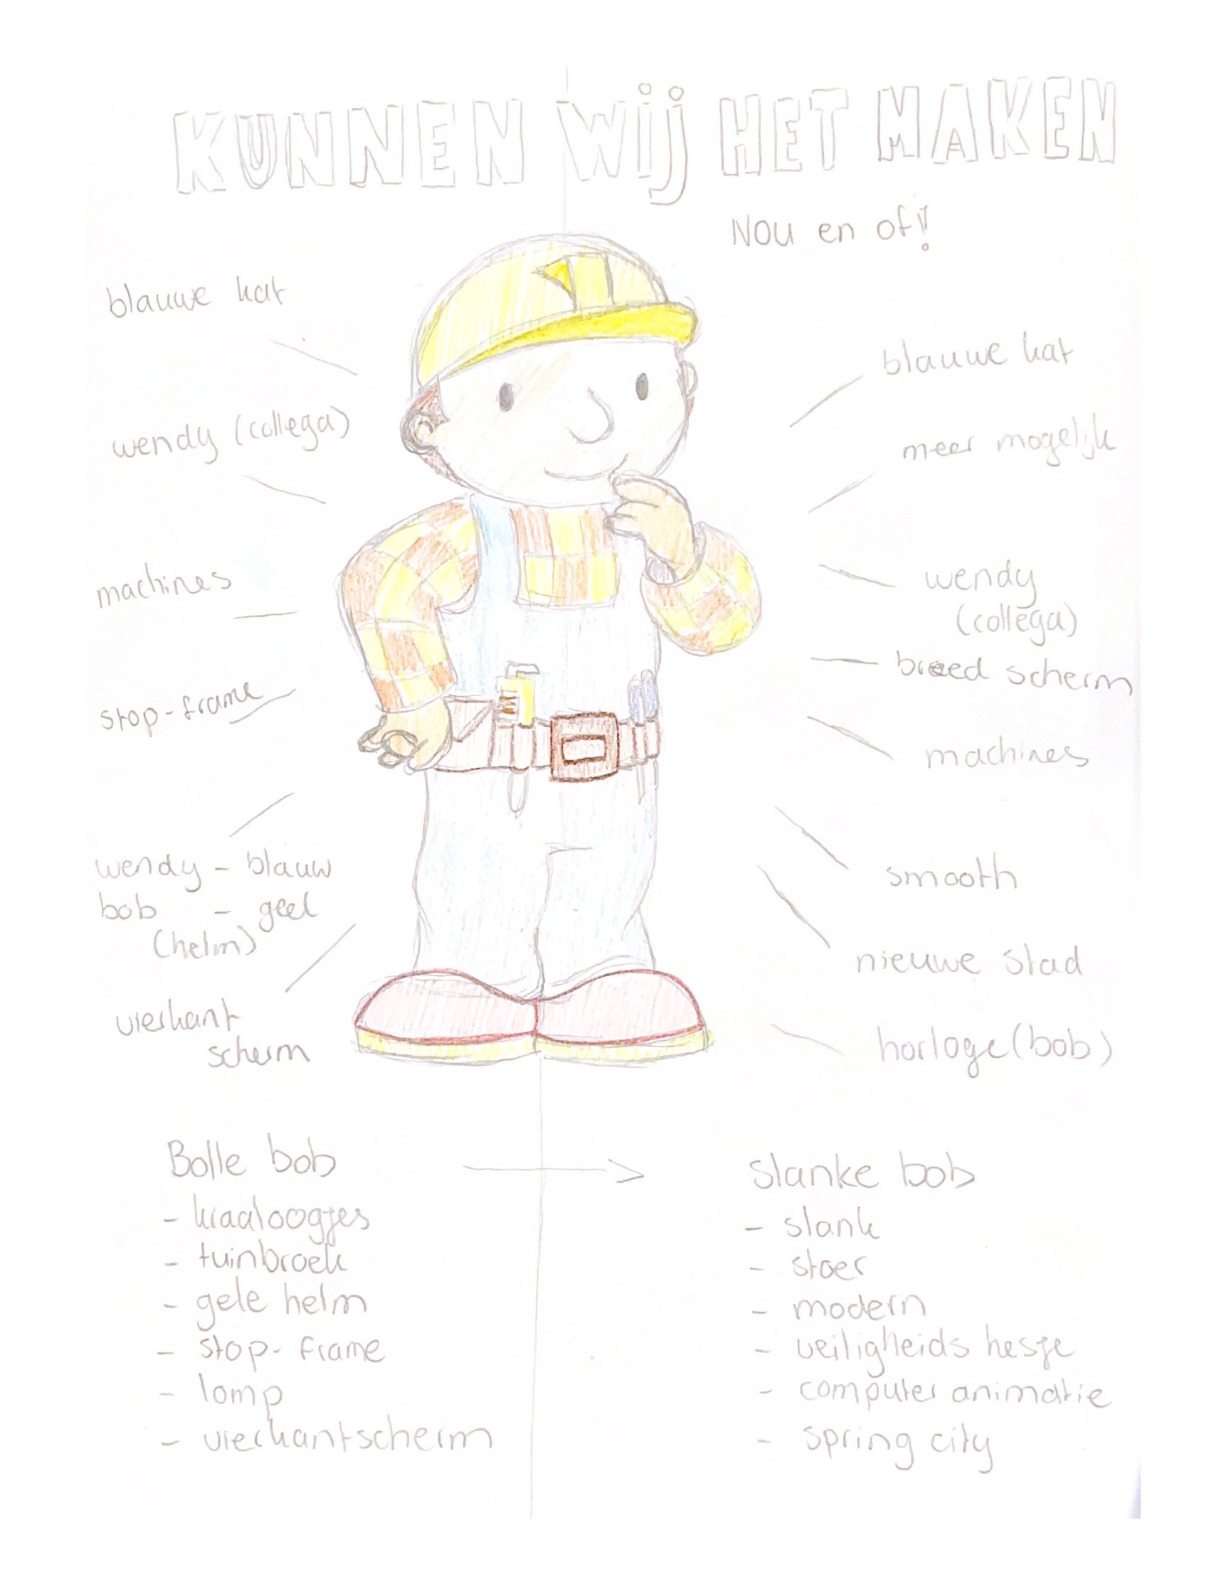 KUNNEN WIJ HET MAKEN
Nou en of!
blauwe kat
wendy (collega)
machines
stop-frame
wendy - blauw
bob - geel
(helm)
vierkant
scherm
blauwe kat
meer mogelijk
wendy
(collega)
breed scherm
machines
smooth
nieuwe stad
horloge (bob)
Bolle bob
- kraaloogjes
- tuinbroek
- gele helm
- stop-frame
- lomp
- vierkantscherm
slanke bob
- slank
- stoer
- modern
- veiligheids hesje
- computer animatie
- spring city